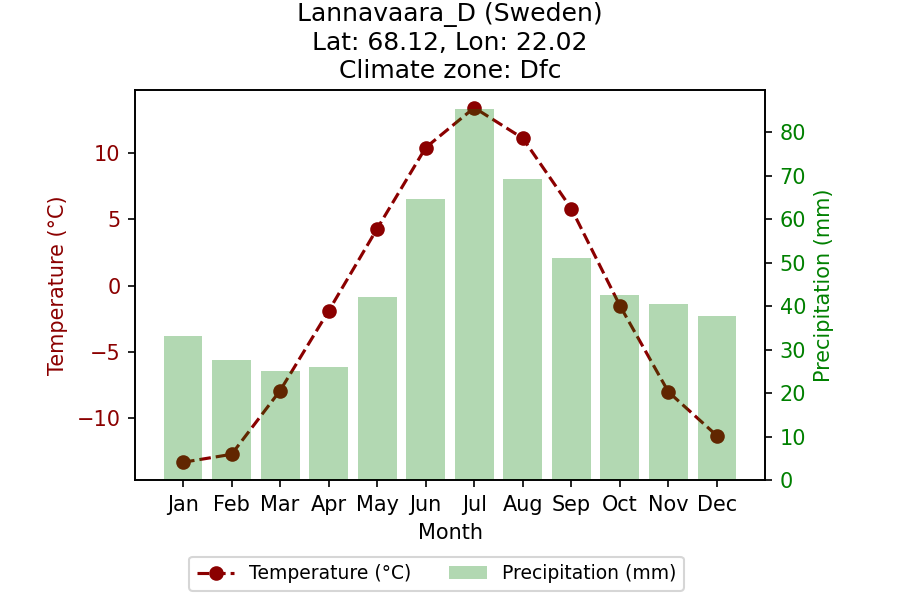 Lannavaara_D (Sweden)
Lat: 68.12, Lon: 22.02
Climate zone: Dfc
Temperature (°C)
10
5
0
−5
−10
80
70
60
50
40
30
20
10
0
Precipitation (mm)
Jan Feb Mar Apr May Jun Jul Aug Sep Oct Nov Dec
Month
Temperature (°C) Precipitation (mm)